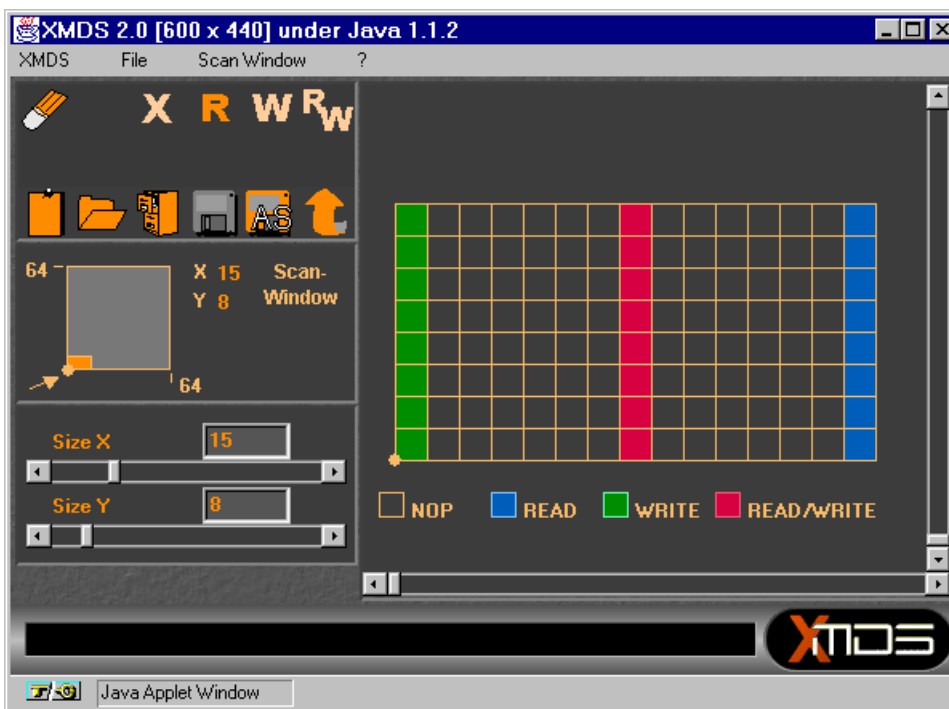 XMDS 2.0 [600 x 440] under Java 1.1.2
XMDS File Scan Window ?
X R W RW
AS
64 X 15 Scan-
Y 8 Window
64
Size X 15
Size Y 8
NOP READ WRITE READ/WRITE
XMDS
Java Applet Window